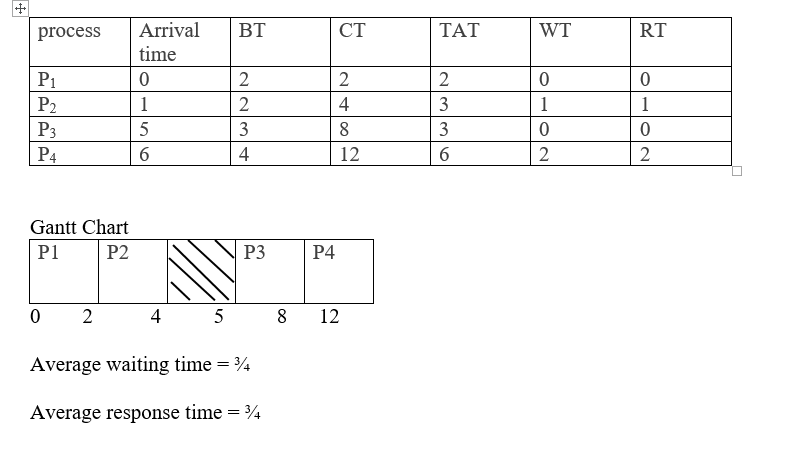 process Arrival time BT CT TAT WT RT
P1 0 2 2 2 0 0
P2 1 2 4 3 1 1
P3 5 3 8 3 0 0
P4 6 4 12 6 2 2
Gantt Chart
P1 P2 P3 P4
0 2 4 5 8 12
Average waiting time = ¾
Average response time = ¾